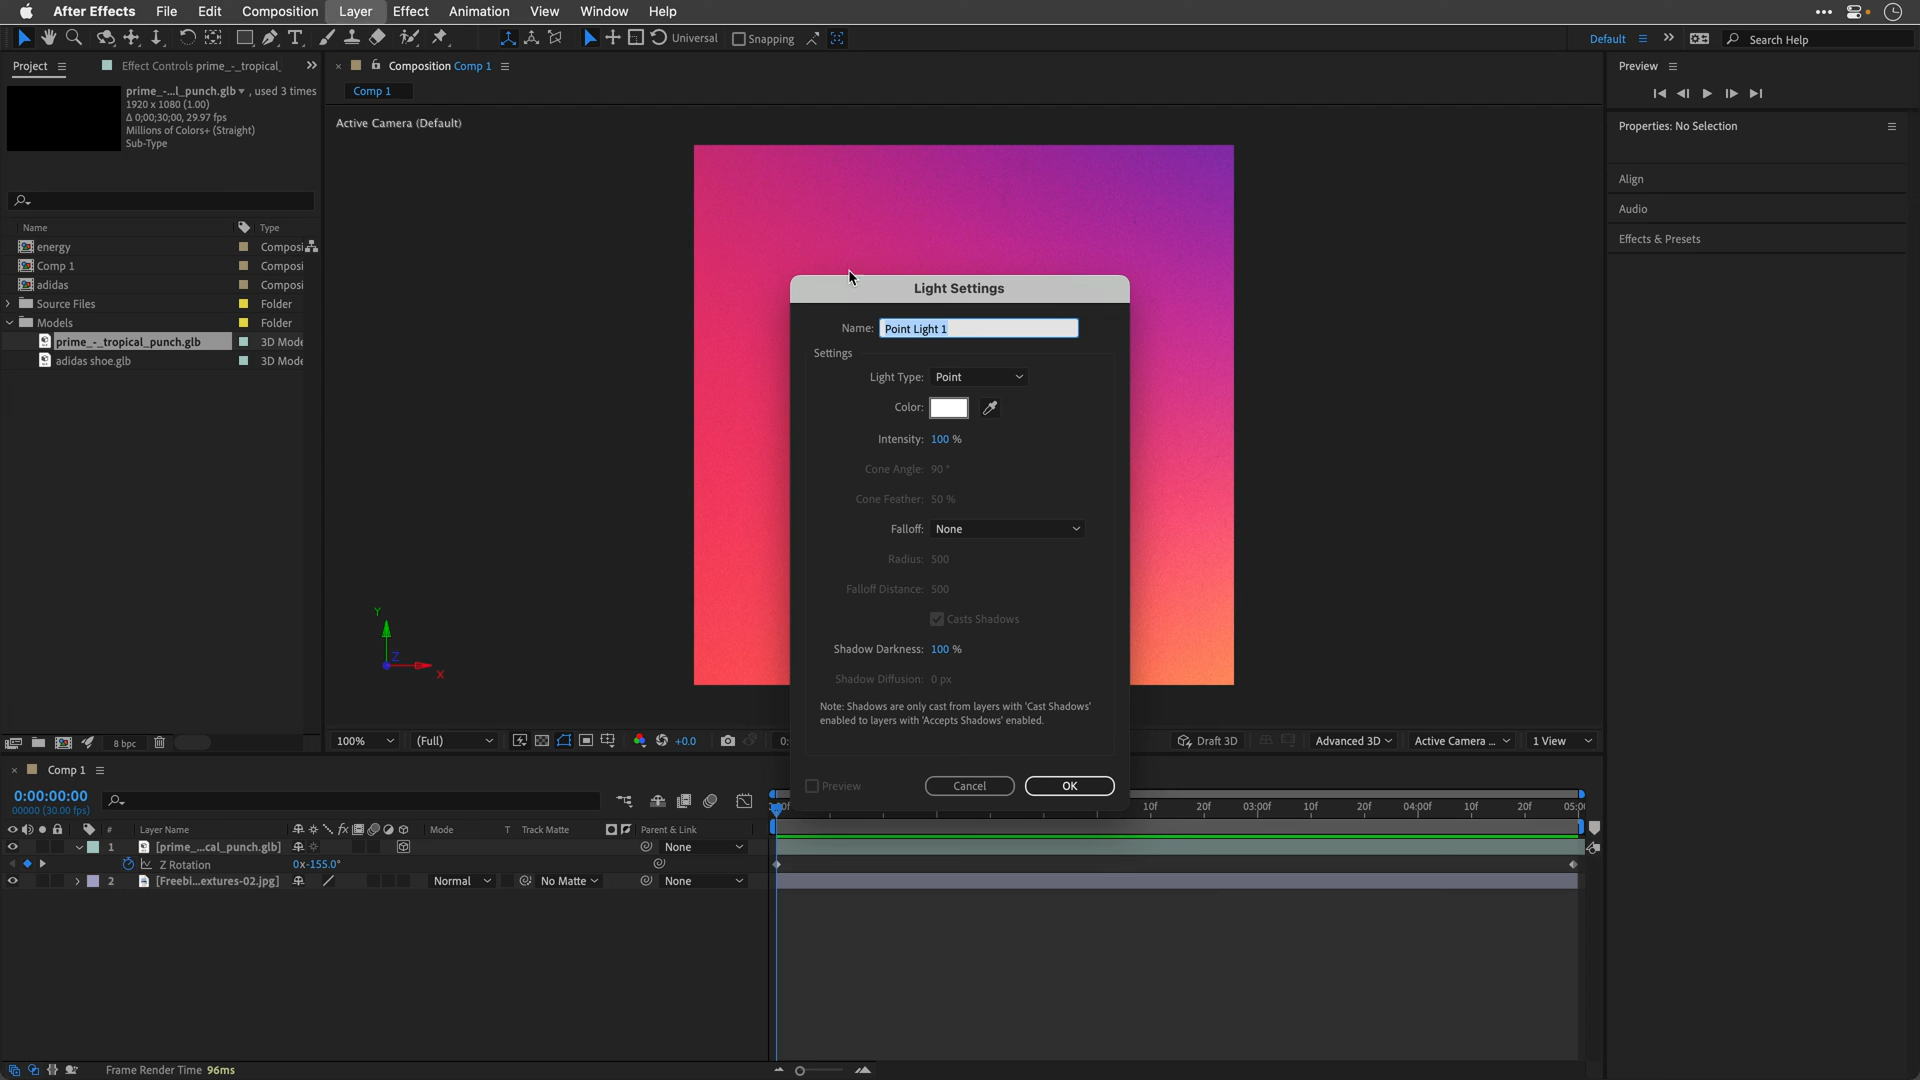 After Effects File Edit Composition Layer Effect Animation View Window Help
Universal Snapping Default Search Help
Project Effect Controls prime_-_tropical_
Composition Comp 1
Preview
prime_-...l_punch.glb , used 3 times
1920 x 1080 (1.00)
Δ 0;00;30;00, 29.97 fps
Millions of Colors+ (Straight)
Sub-Type
Comp 1
Active Camera (Default)
Properties: No Selection
Align
Audio
Effects & Presets
Name Type
energy Composi
Comp 1 Composi
adidas Composi
Source Files Folder
Models Folder
prime_-_tropical_punch.glb 3D Mode
adidas shoe.glb 3D Mode
Light Settings
Name: Point Light 1
Settings
Light Type: Point
Color:
Intensity: 100 %
Cone Angle: 90 °
Cone Feather: 50 %
Falloff: None
Radius: 500
Falloff Distance: 500
Casts Shadows
Shadow Darkness: 100 %
Shadow Diffusion: 0 px
Note: Shadows are only cast from layers with 'Cast Shadows'
enabled to layers with 'Accepts Shadows' enabled.
Preview Cancel OK
Y
Z
X
8 bpc
100% (Full) +0.0 0: Draft 3D Advanced 3D Active Camera ... 1 View
Comp 1
0:00:00:00
00000 (30.00 fps)
10f 20f 03:00f 10f 20f 04:00f 10f 20f 05:0
# Layer Name Mode T Track Matte Parent & Link
1 [prime_...cal_punch.glb] None
Z Rotation 0x-155.0°
2 [Freebi...extures-02.jpg] Normal No Matte None
Frame Render Time 96ms